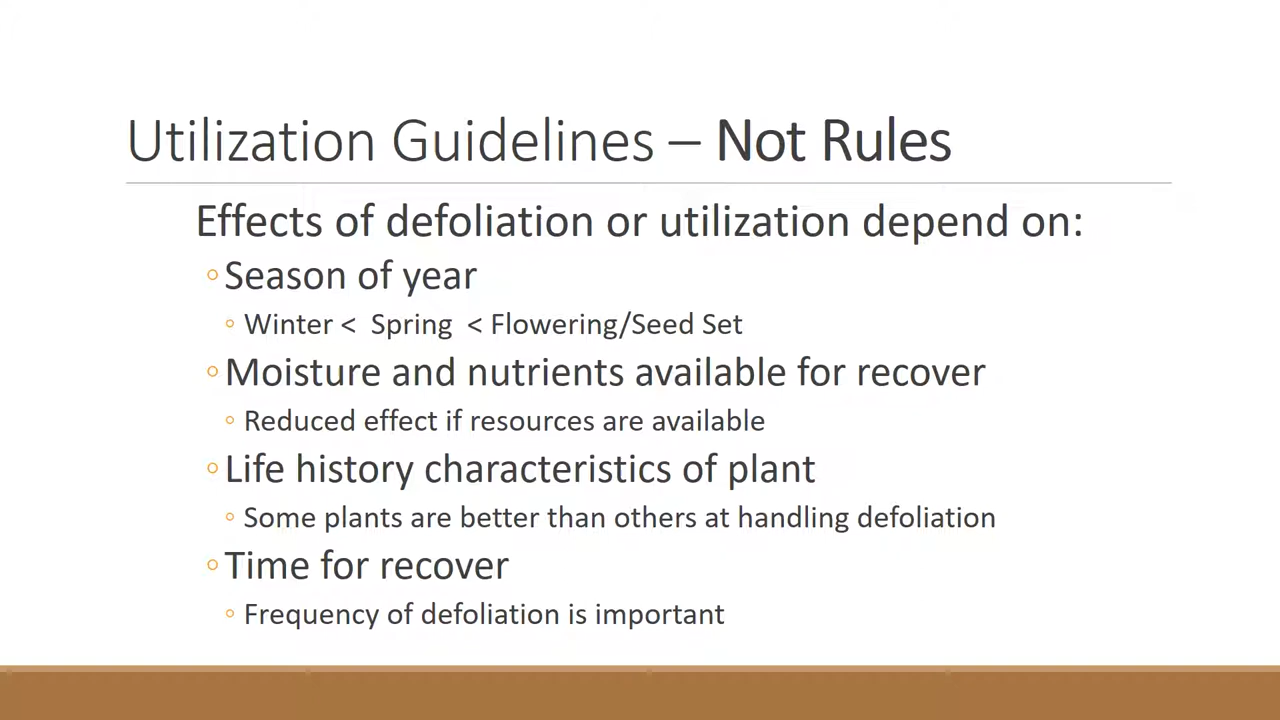 Utilization Guidelines – Not Rules
Effects of defoliation or utilization depend on:
◦Season of year
◦ Winter < Spring < Flowering/Seed Set
◦Moisture and nutrients available for recover
◦ Reduced effect if resources are available
◦Life history characteristics of plant
◦ Some plants are better than others at handling defoliation
◦Time for recover
◦ Frequency of defoliation is important